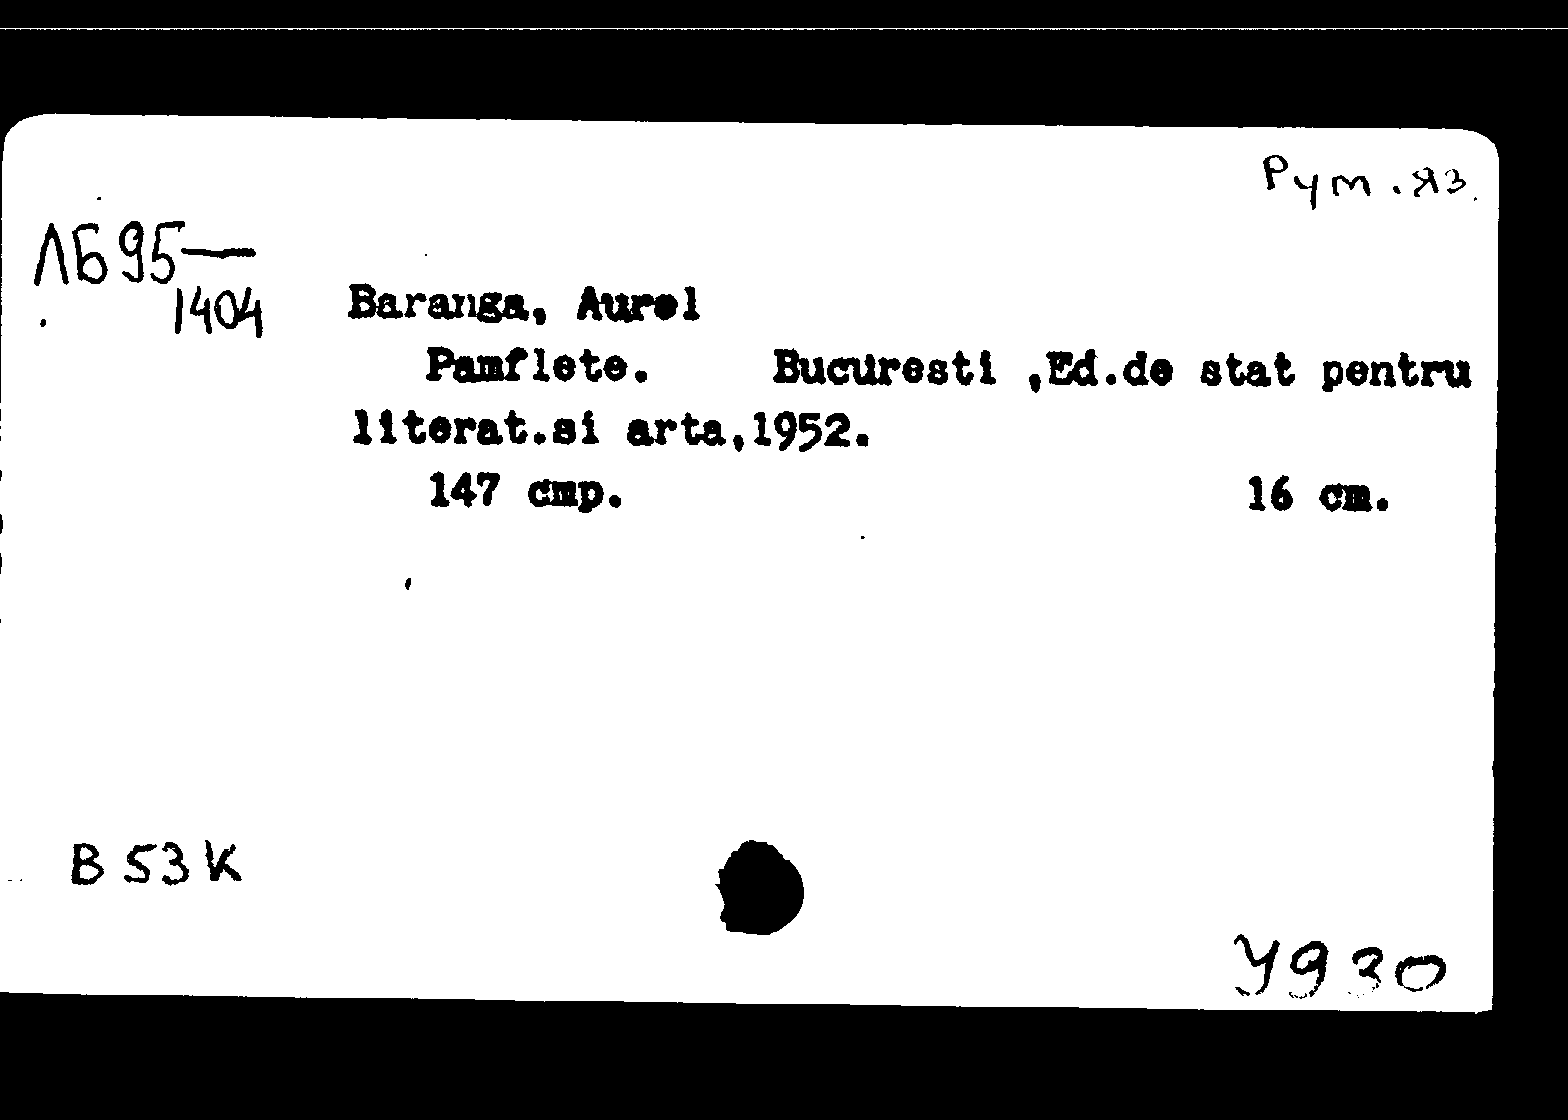 Рум. яз.
ЛБ95—
1404
Baranga, Aurel
Pamflete. Bucuresti ,Ed.de stat pentru
literat.si arta,1952.
147 cmp. 16 cm.
В 53 К
У930